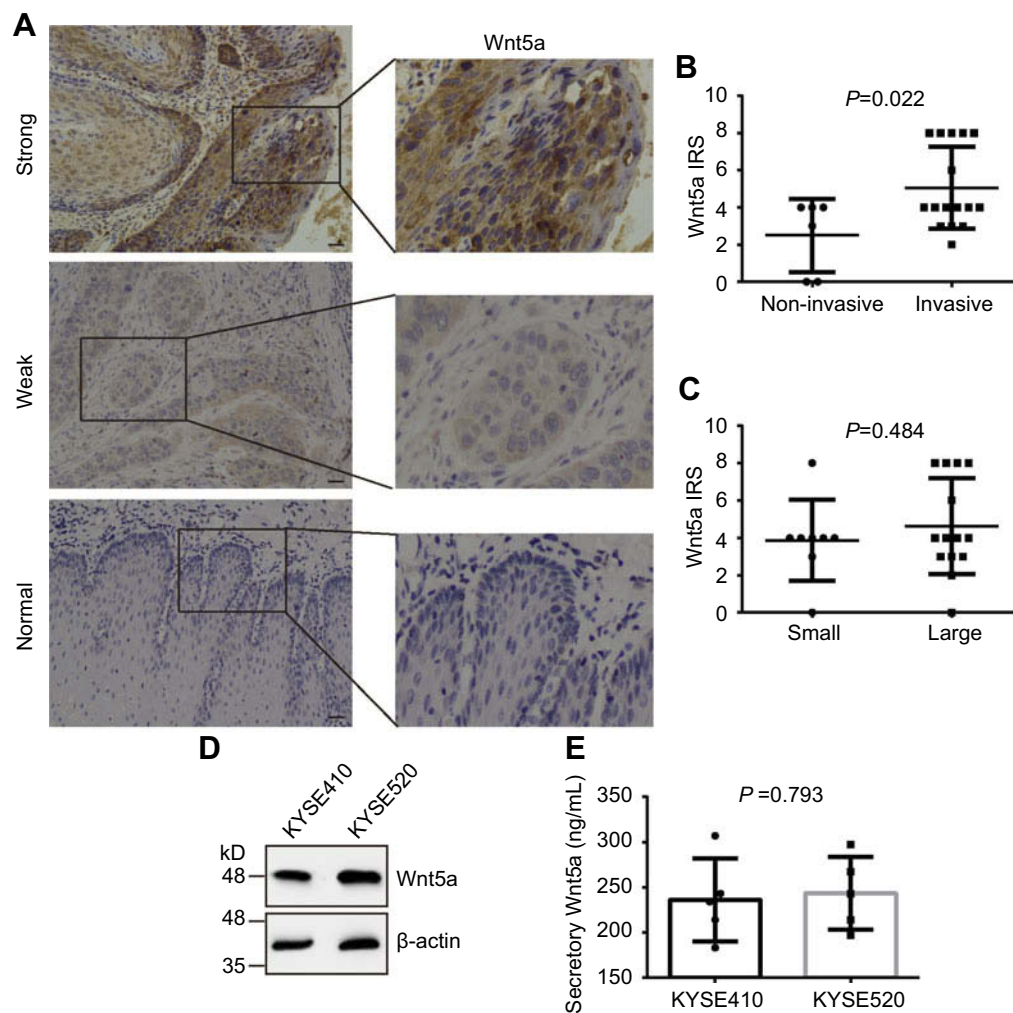 A
Wnt5a
Strong
Weak
Normal
B
P=0.022
Wnt5a IRS
10
8
6
4
2
0
Non-invasive Invasive
C
P=0.484
Wnt5a IRS
10
8
6
4
2
0
Small Large
D
KYSE410 KYSE520
kD
48
Wnt5a
48
β-actin
35
E
P =0.793
Secretory Wnt5a (ng/mL)
350
300
250
200
150
KYSE410 KYSE520